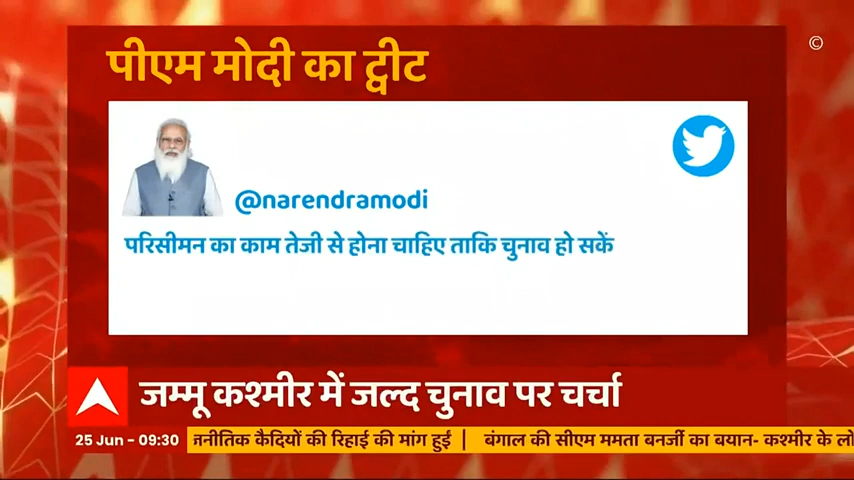 पीएम मोदी का ट्वीट
©
@narendramodi
परिसीमन का काम तेजी से होना चाहिए ताकि चुनाव हो सकें
जम्मू कश्मीर में जल्द चुनाव पर चर्चा
25 Jun - 09:30
जनीतिक कैदियों की रिहाई की मांग हुई | बंगाल की सीएम ममता बनर्जी का बयान- कश्मीर के लो